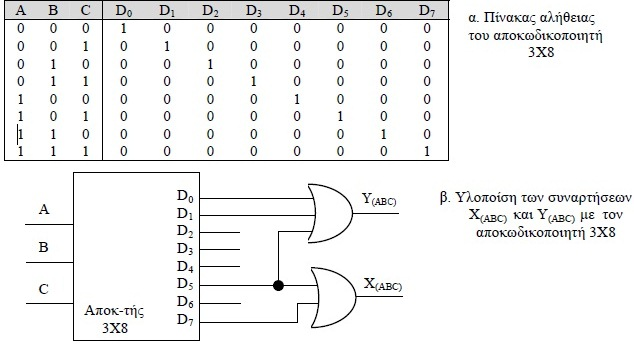 A B C D0 D1 D2 D3 D4 D5 D6 D7
0 0 0 1 0 0 0 0 0 0 0
0 0 1 0 1 0 0 0 0 0 0
0 1 0 0 0 1 0 0 0 0 0
0 1 1 0 0 0 1 0 0 0 0
1 0 0 0 0 0 0 1 0 0 0
1 0 1 0 0 0 0 0 1 0 0
1 1 0 0 0 0 0 0 0 1 0
1 1 1 0 0 0 0 0 0 0 1
α. Πίνακας αλήθειας
του αποκωδικοποιητή
3X8
A
B
C
D0
D1
D2
D3
D4
D5
D6
D7
Αποκ-τής
3X8
Y(ABC)
X(ABC)
β. Υλοποίση των συναρτήσεων
X(ABC) και Y(ABC) με τον
αποκωδικοποιητή 3X8